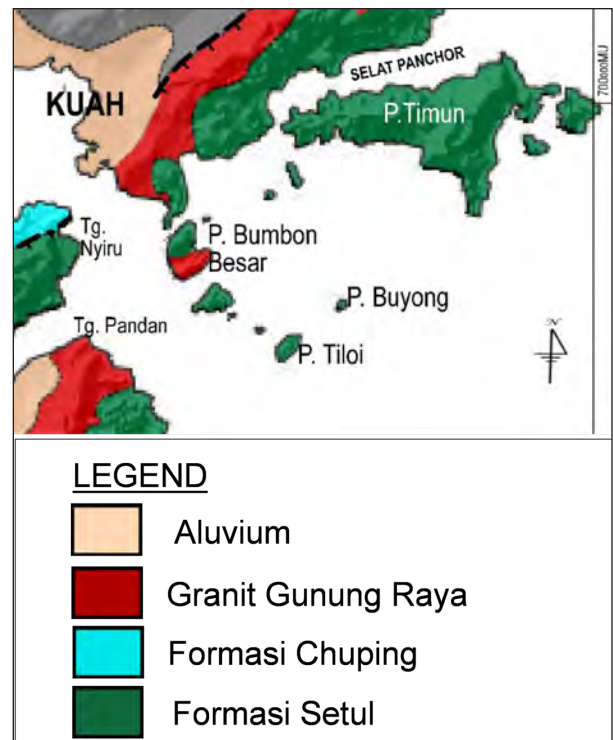 SELAT PANCHOR
700000MU
KUAH
P.Timun
Tg.
Nyiru
P. Bumbon
Besar
P. Buyong
Tg. Pandan
P. Tiloi
N
LEGEND
Aluvium
Granit Gunung Raya
Formasi Chuping
Formasi Setul